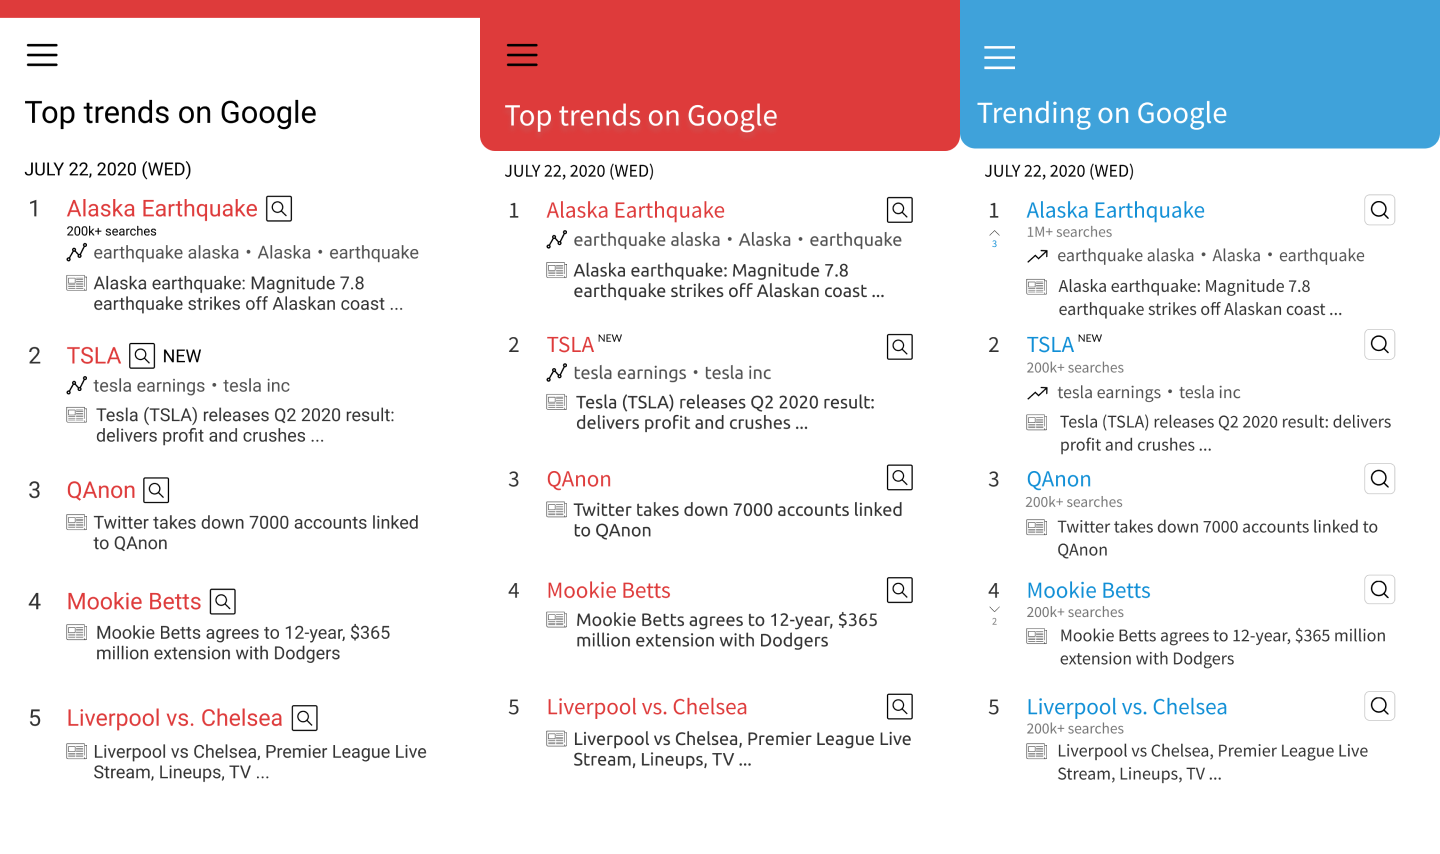 Top trends on Google
JULY 22, 2020 (WED)
1 Alaska Earthquake
200k+ searches
earthquake alaska • Alaska • earthquake
Alaska earthquake: Magnitude 7.8
earthquake strikes off Alaskan coast ...
2 TSLA NEW
tesla earnings • tesla inc
Tesla (TSLA) releases Q2 2020 result:
delivers profit and crushes ...
3 QAnon
Twitter takes down 7000 accounts linked
to QAnon
4 Mookie Betts
Mookie Betts agrees to 12-year, $365
million extension with Dodgers
5 Liverpool vs. Chelsea
Liverpool vs Chelsea, Premier League Live
Stream, Lineups, TV ...
Top trends on Google
JULY 22, 2020 (WED)
1 Alaska Earthquake
earthquake alaska • Alaska • earthquake
Alaska earthquake: Magnitude 7.8
earthquake strikes off Alaskan coast ...
2 TSLA NEW
tesla earnings • tesla inc
Tesla (TSLA) releases Q2 2020 result:
delivers profit and crushes ...
3 QAnon
Twitter takes down 7000 accounts linked
to QAnon
4 Mookie Betts
Mookie Betts agrees to 12-year, $365
million extension with Dodgers
5 Liverpool vs. Chelsea
Liverpool vs Chelsea, Premier League Live
Stream, Lineups, TV ...
Trending on Google
JULY 22, 2020 (WED)
1 Alaska Earthquake
3 1M+ searches
earthquake alaska • Alaska • earthquake
Alaska earthquake: Magnitude 7.8
earthquake strikes off Alaskan coast ...
2 TSLA NEW
200k+ searches
tesla earnings • tesla inc
Tesla (TSLA) releases Q2 2020 result: delivers
profit and crushes ...
3 QAnon
200k+ searches
Twitter takes down 7000 accounts linked to
QAnon
4 Mookie Betts
2 200k+ searches
Mookie Betts agrees to 12-year, $365 million
extension with Dodgers
5 Liverpool vs. Chelsea
200k+ searches
Liverpool vs Chelsea, Premier League Live
Stream, Lineups, TV ...